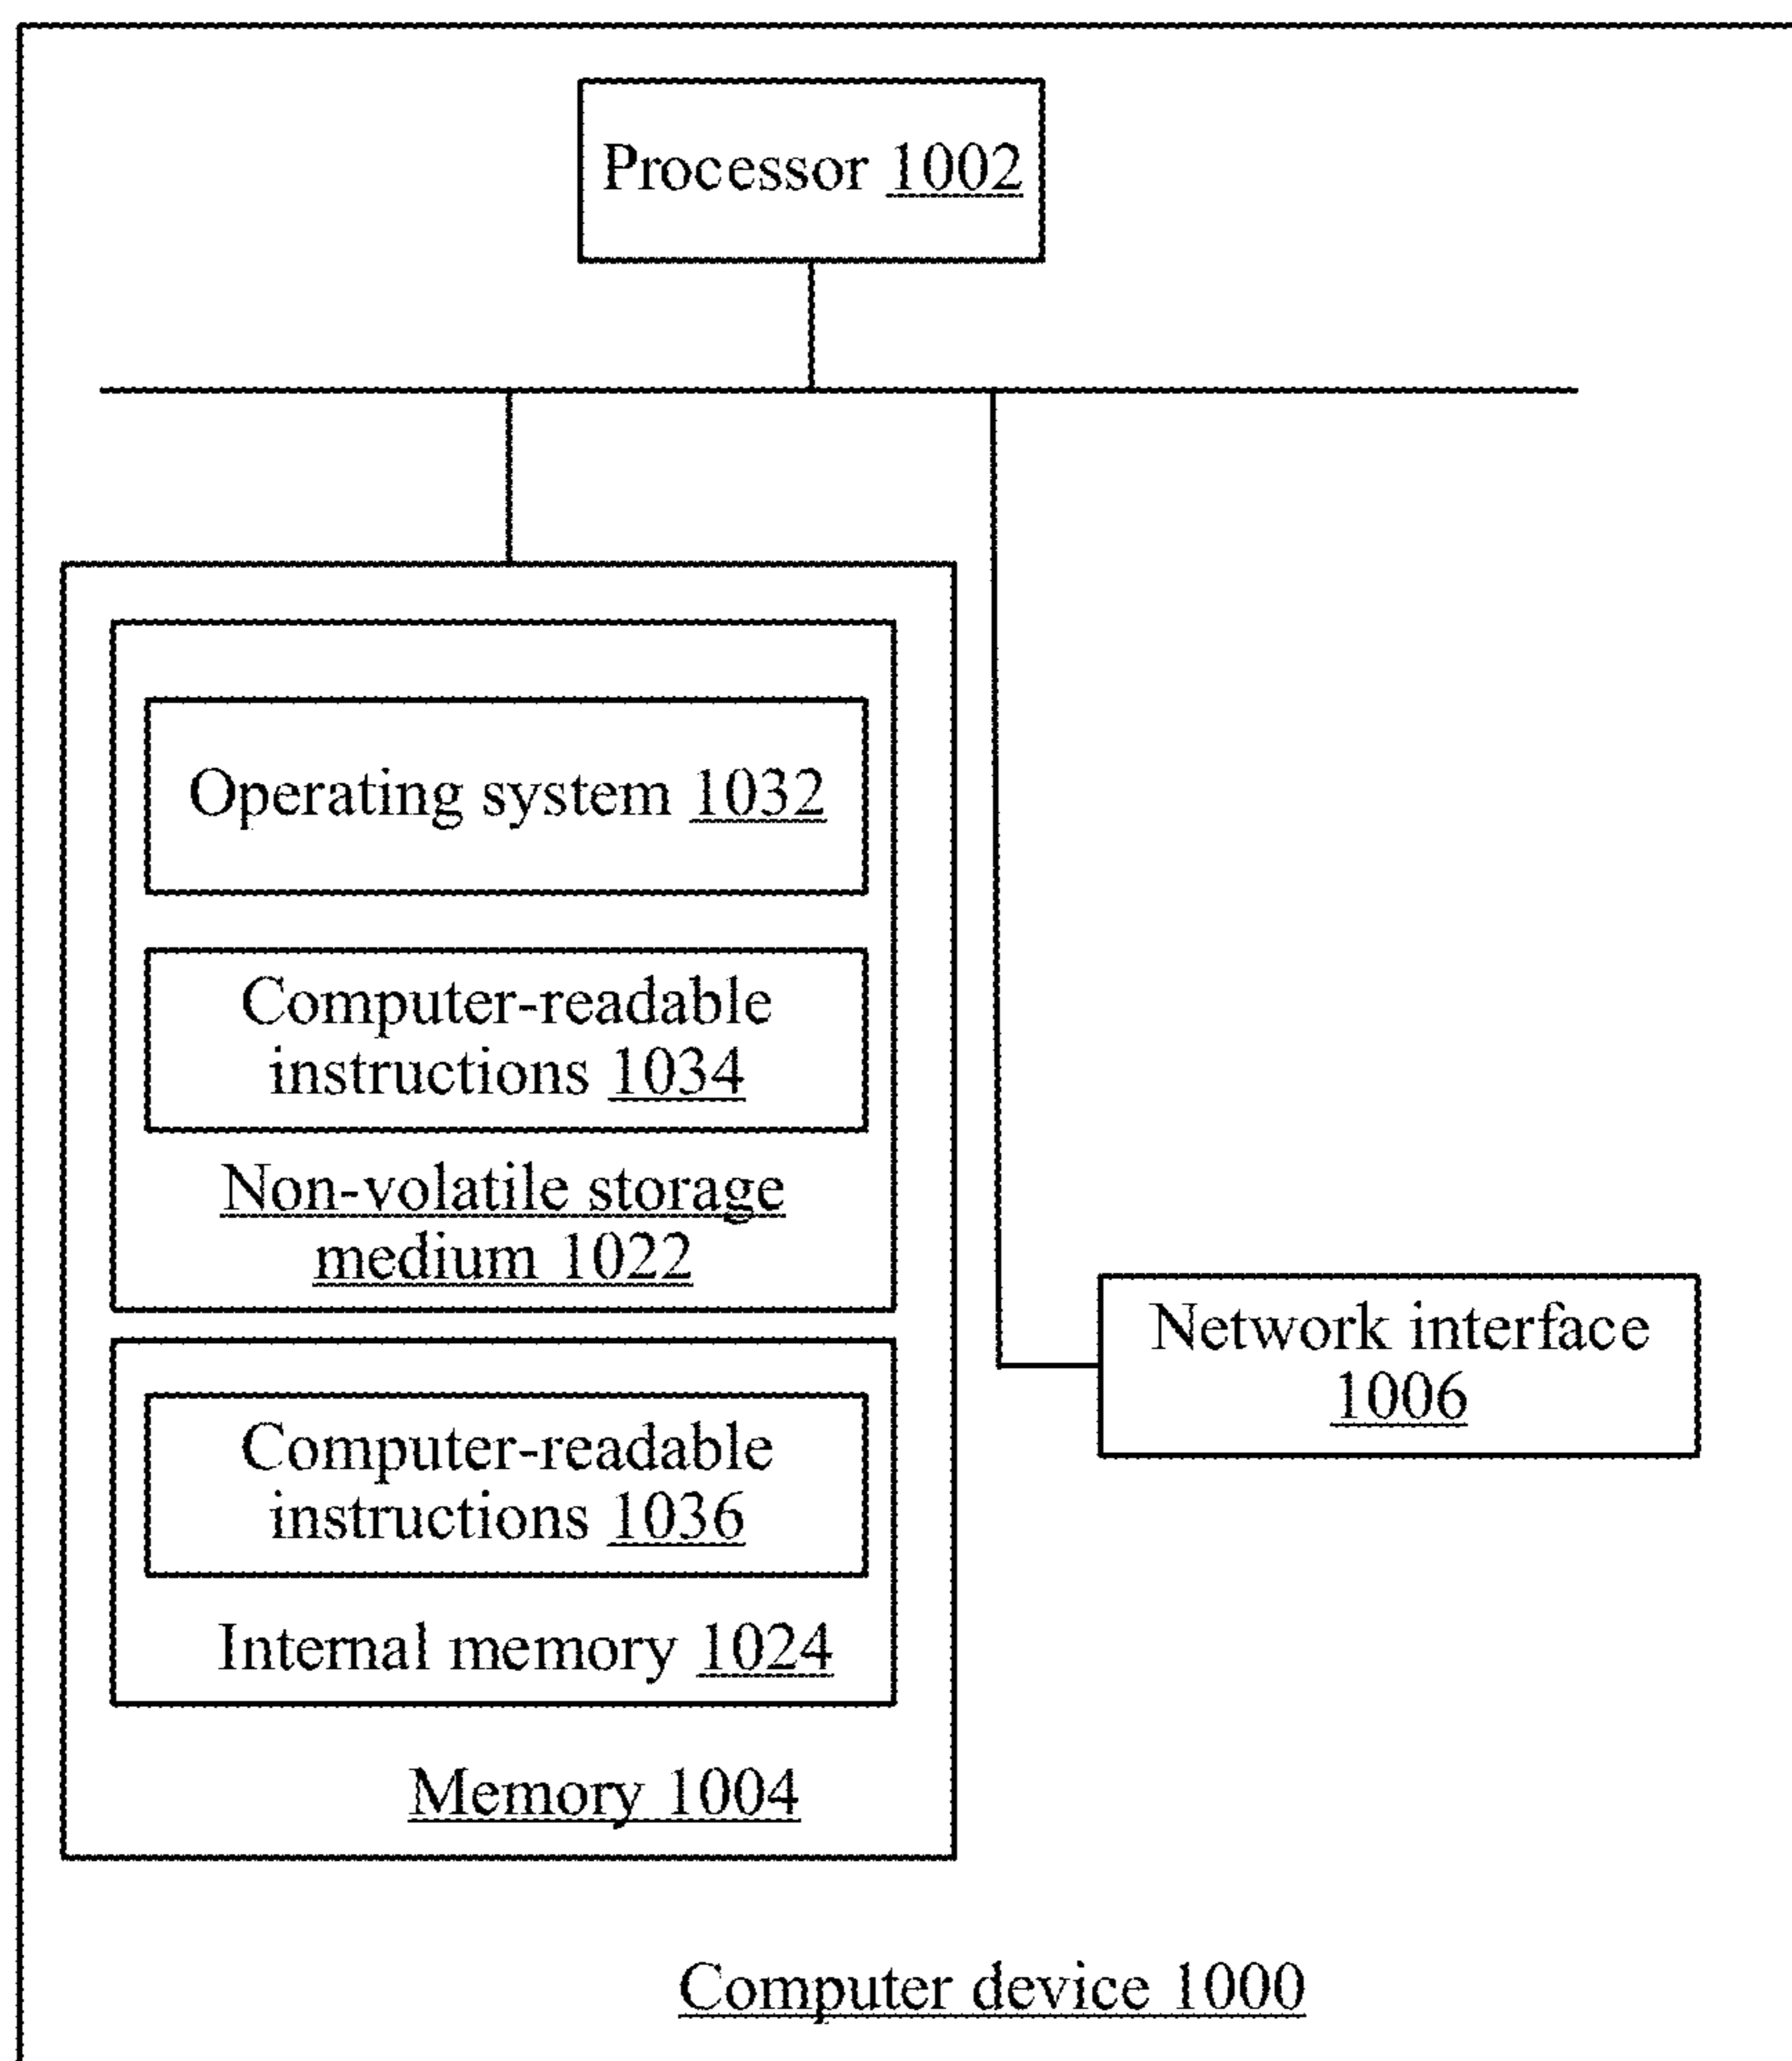 Processor 1002
Operating system 1032
Computer-readable
instructions 1034
Non-volatile storage
medium 1022
Computer-readable
instructions 1036
Internal memory 1024
Memory 1004
Network interface
1006
Computer device 1000